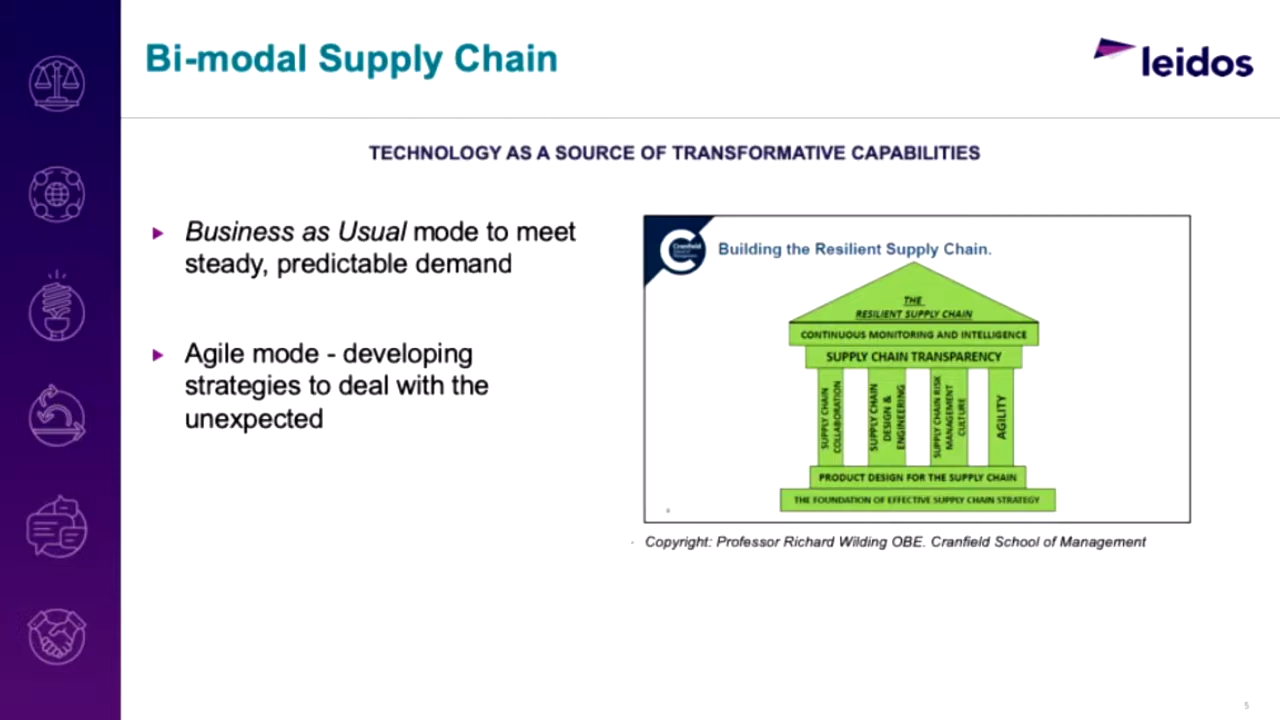 Bi-modal Supply Chain
leidos
TECHNOLOGY AS A SOURCE OF TRANSFORMATIVE CAPABILITIES
Business as Usual mode to meet
steady, predictable demand
Agile mode - developing
strategies to deal with the
unexpected
Cranfield
Building the Resilient Supply Chain.
THE
RESILIENT SUPPLY CHAIN
CONTINUOUS MONITORING AND INTELLIGENCE
SUPPLY CHAIN TRANSPARENCY
SUPPLY CHAIN
COLLABORATION
SUPPLY CHAIN
DESIGN &
ENGINEERING
SUPPLY CHAIN RISK
MANAGEMENT
CULTURE
AGILITY
PRODUCT DESIGN FOR THE SUPPLY CHAIN
THE FOUNDATION OF EFFECTIVE SUPPLY CHAIN STRATEGY
Copyright: Professor Richard Wilding OBE. Cranfield School of Management
5